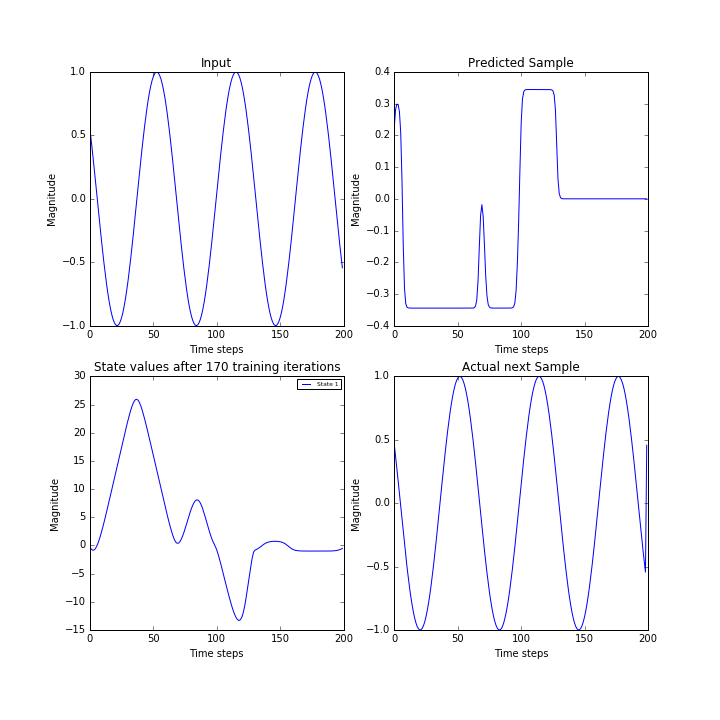 Input
1.0
0.5
0.0
−0.5
−1.0
Magnitude
0 50 100 150 200
Time steps
Predicted Sample
0.4
0.3
0.2
0.1
0.0
−0.1
−0.2
−0.3
−0.4
Magnitude
0 50 100 150 200
Time steps
State values after 170 training iterations
30
25
20
15
10
5
0
−5
−10
−15
Magnitude
State 1
0 50 100 150 200
Time steps
Actual next Sample
1.0
0.5
0.0
−0.5
−1.0
Magnitude
0 50 100 150 200
Time steps